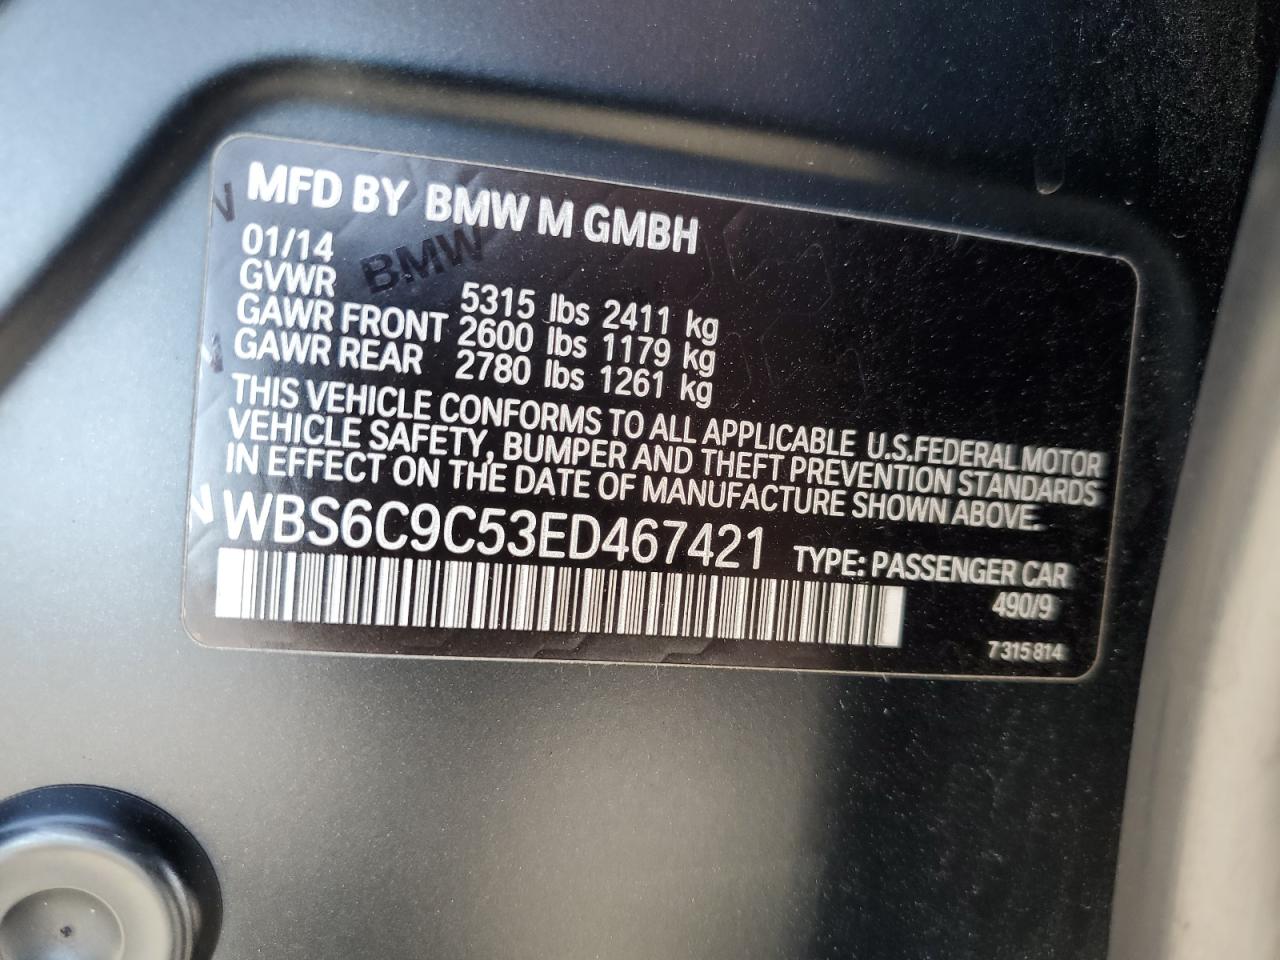 MFD BY BMW M GMBH
01/14
BMW
GVWR 5315 lbs 2411 kg
GAWR FRONT 2600 lbs 1179 kg
GAWR REAR 2780 lbs 1261 kg
THIS VEHICLE CONFORMS TO ALL APPLICABLE U.S.FEDERAL MOTOR
VEHICLE SAFETY, BUMPER AND THEFT PREVENTION STANDARDS
IN EFFECT ON THE DATE OF MANUFACTURE SHOWN ABOVE.
WBS6C9C53ED467421 TYPE: PASSENGER CAR
490/9
7 315 814